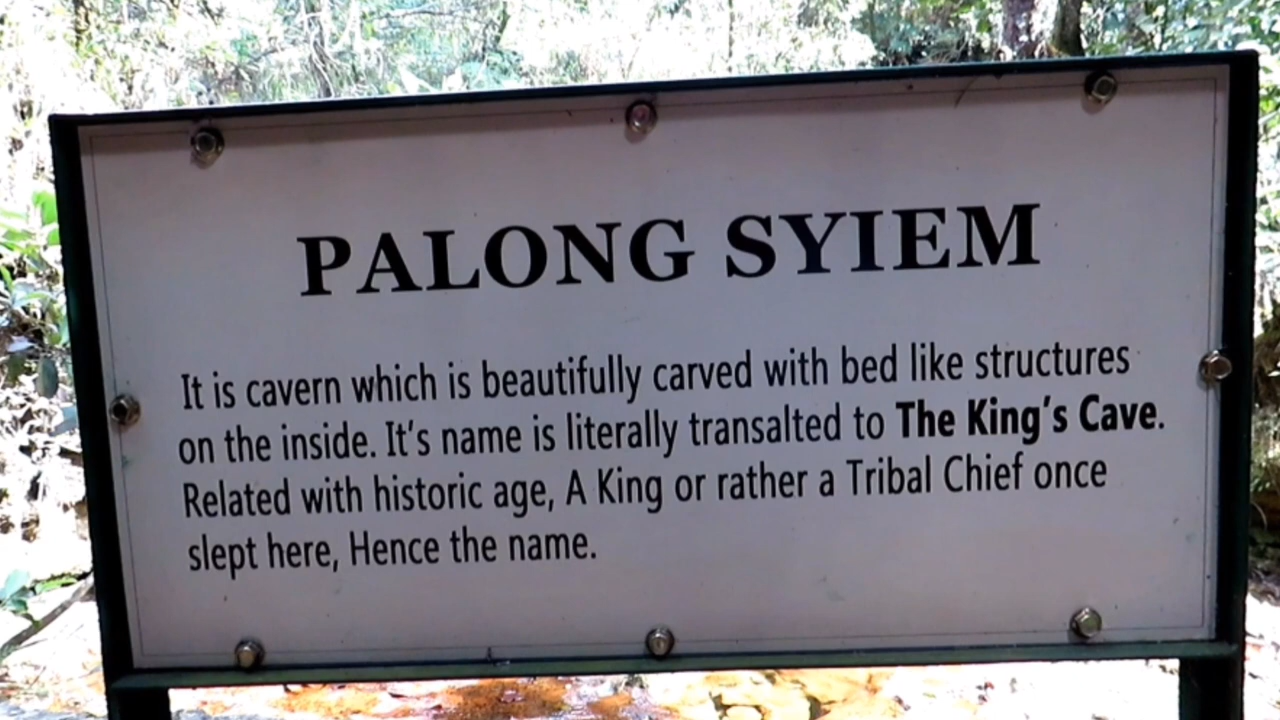 PALONG SYIEM
It is cavern which is beautifully carved with bed like structures
on the inside. It's name is literally transalted to The King's Cave.
Related with historic age, A King or rather a Tribal Chief once
slept here, Hence the name.